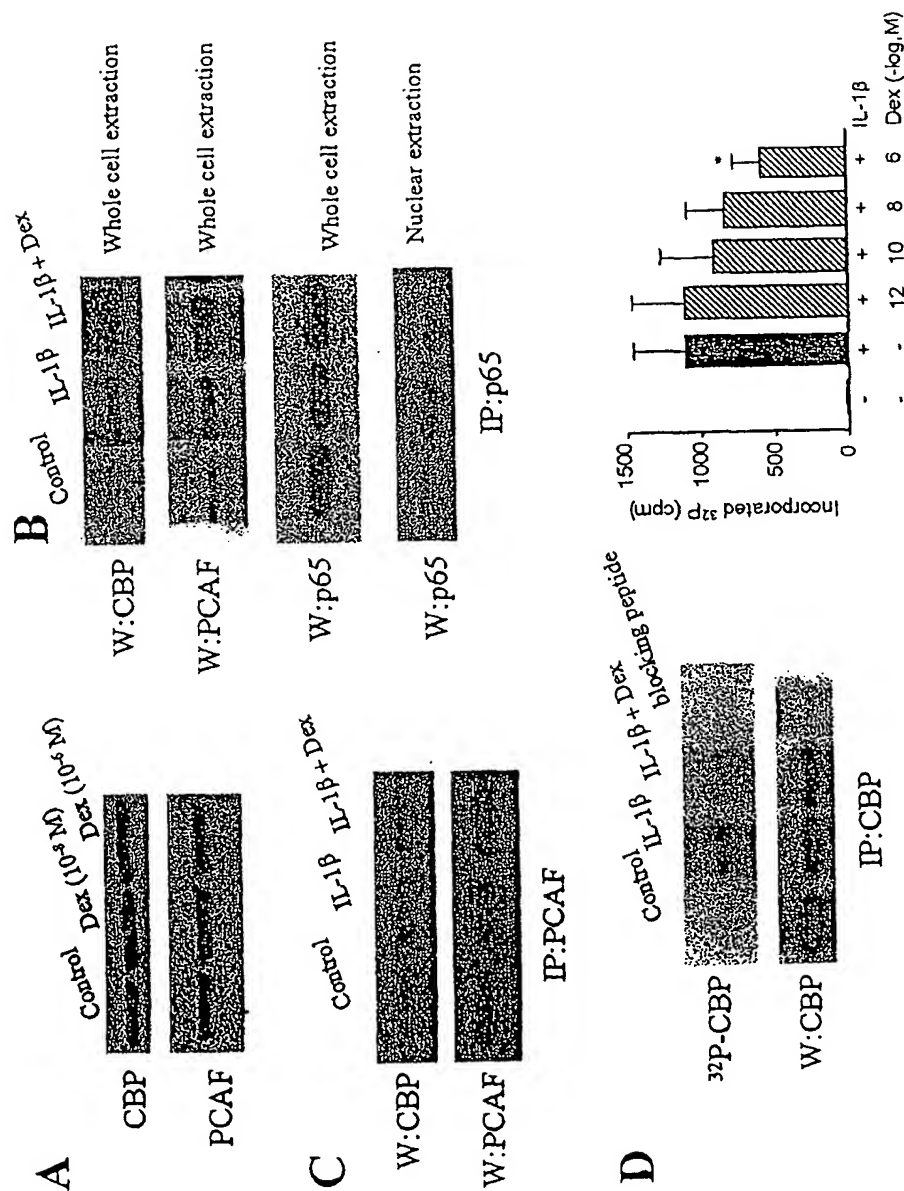 A
Control Dex (10⁻⁸ M) Dex (10⁻⁶ M)
CBP
PCAF
B
Control IL-1β IL-1β + Dex
W:CBP Whole cell extraction
W:PCAF Whole cell extraction
W:p65 Whole cell extraction
W:p65 Nuclear extraction
IP:p65
C
Control IL-1β IL-1β + Dex
W:CBP
W:PCAF
IP:PCAF
D
Control IL-1β IL-1β + Dex blocking peptide
³²P-CBP
W:CBP
IP:CBP
Incorporated ³²P (cpm)
1500
1000
500
0
*
- + + + + + IL-1β
- - 12 10 8 6 Dex (-log,M)